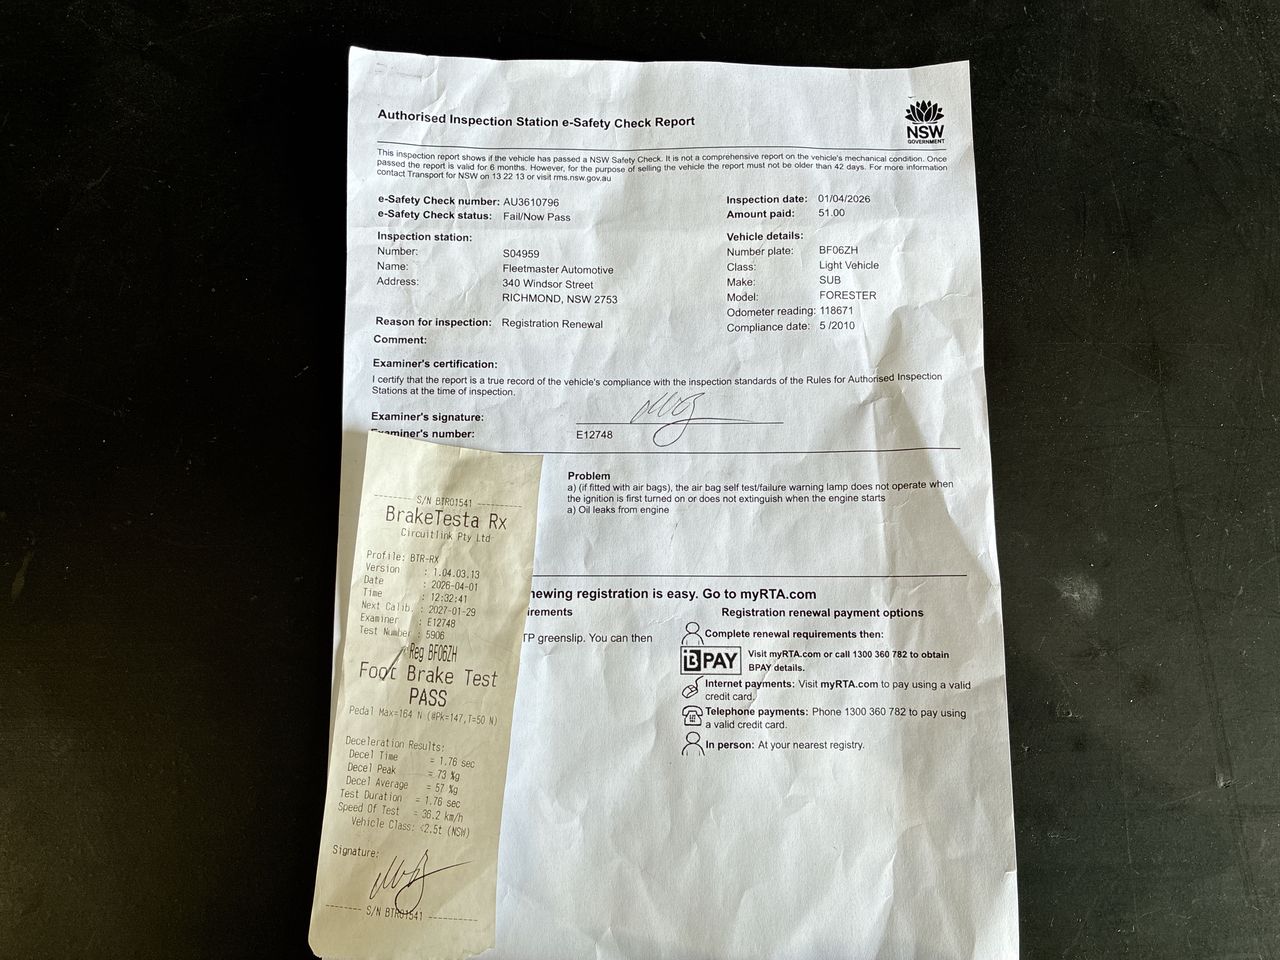 Authorised Inspection Station e-Safety Check Report
NSW
GOVERNMENT
This inspection report shows if the vehicle has passed a NSW Safety Check. It is not a comprehensive report on the vehicle's mechanical condition. Once
passed the report is valid for 6 months. However, for the purpose of selling the vehicle the report must not be older than 42 days. For more information
contact Transport for NSW on 13 22 13 or visit rms.nsw.gov.au
e-Safety Check number: AU3610796
e-Safety Check status: Fail/Now Pass
Inspection date: 01/04/2026
Amount paid: 51.00
Inspection station:
Number: S04959
Name: Fleetmaster Automotive
Address: 340 Windsor Street
RICHMOND, NSW 2753
Vehicle details:
Number plate: BF06ZH
Class: Light Vehicle
Make: SUB
Model: FORESTER
Odometer reading: 118671
Compliance date: 5 /2010
Reason for inspection: Registration Renewal
Comment:
Examiner's certification:
I certify that the report is a true record of the vehicle's compliance with the inspection standards of the Rules for Authorised Inspection
Stations at the time of inspection.
Examiner's signature:
Examiner's number: E12748
Problem
a) (if fitted with air bags), the air bag self test/failure warning lamp does not operate when
the ignition is first turned on or does not extinguish when the engine starts
a) Oil leaks from engine
newing registration is easy. Go to myRTA.com
irements
TP greenslip. You can then
Registration renewal payment options
Complete renewal requirements then:
BPAY
Visit myRTA.com or call 1300 360 782 to obtain
BPAY details.
Internet payments: Visit myRTA.com to pay using a valid
credit card.
Telephone payments: Phone 1300 360 782 to pay using
a valid credit card.
In person: At your nearest registry.
S/N BTR01541
BrakeTesta Rx
Circuitlink Pty Ltd
Profile: BTR-RX
Version : 1.04.03.13
Date : 2026-04-01
Time : 12:32:41
Next Calib. : 2027-01-29
Examiner : E12748
Test Number : 5906
Reg BF06ZH
Foot Brake Test
PASS
Pedal Max=164 N (#Pk=147,T=50 N)
Deceleration Results:
Decel Time = 1.76 sec
Decel Peak = 73 %g
Decel Average = 57 %g
Test Duration = 1.76 sec
Speed Of Test = 36.2 km/h
Vehicle Class: <2.5t (NSW)
Signature:
S/N BTR01541